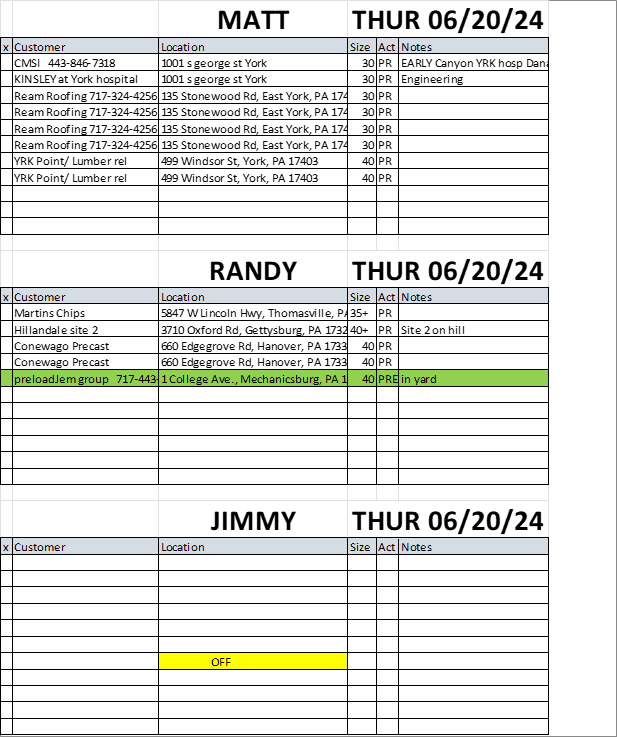 MATT THUR 06/20/24
x Customer Location Size Act Notes
CMSI 443-846-7318 1001 s george st York 30 PR EARLY Canyon YRK hosp Dana
KINSLEY at York hospital 1001 s george st York 30 PR Engineering
Ream Roofing 717-324-4256 135 Stonewood Rd, East York, PA 174 30 PR
Ream Roofing 717-324-4256 135 Stonewood Rd, East York, PA 174 30 PR
Ream Roofing 717-324-4256 135 Stonewood Rd, East York, PA 174 30 PR
Ream Roofing 717-324-4256 135 Stonewood Rd, East York, PA 174 30 PR
YRK Point/ Lumber rel 499 Windsor St, York, PA 17403 40 PR
YRK Point/ Lumber rel 499 Windsor St, York, PA 17403 40 PR
RANDY THUR 06/20/24
x Customer Location Size Act Notes
Martins Chips 5847 W Lincoln Hwy, Thomasville, PA 35+ PR
Hillandale site 2 3710 Oxford Rd, Gettysburg, PA 1732 40+ PR Site 2 on hill
Conewago Precast 660 Edgegrove Rd, Hanover, PA 1733 40 PR
Conewago Precast 660 Edgegrove Rd, Hanover, PA 1733 40 PR
preloadJem group 717-443- 1 College Ave., Mechanicsburg, PA 1 40 PRE in yard
JIMMY THUR 06/20/24
x Customer Location Size Act Notes
OFF